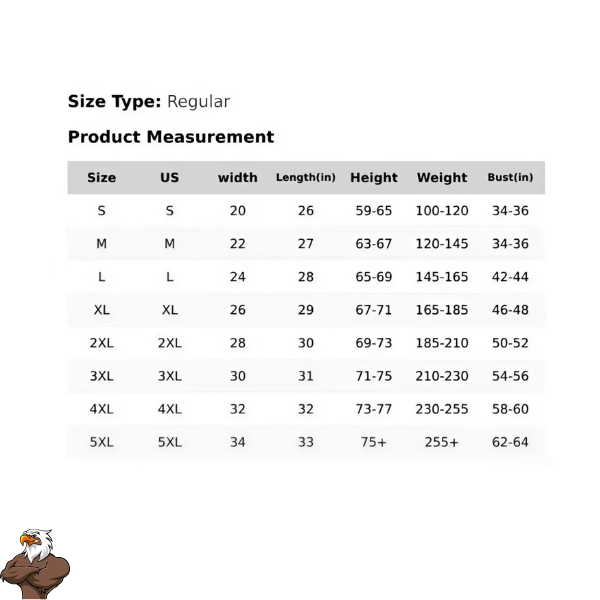 Size Type: Regular
Product Measurement
Size US width Length(in) Height Weight Bust(in)
S S 20 26 59-65 100-120 34-36
M M 22 27 63-67 120-145 34-36
L L 24 28 65-69 145-165 42-44
XL XL 26 29 67-71 165-185 46-48
2XL 2XL 28 30 69-73 185-210 50-52
3XL 3XL 30 31 71-75 210-230 54-56
4XL 4XL 32 32 73-77 230-255 58-60
5XL 5XL 34 33 75+ 255+ 62-64